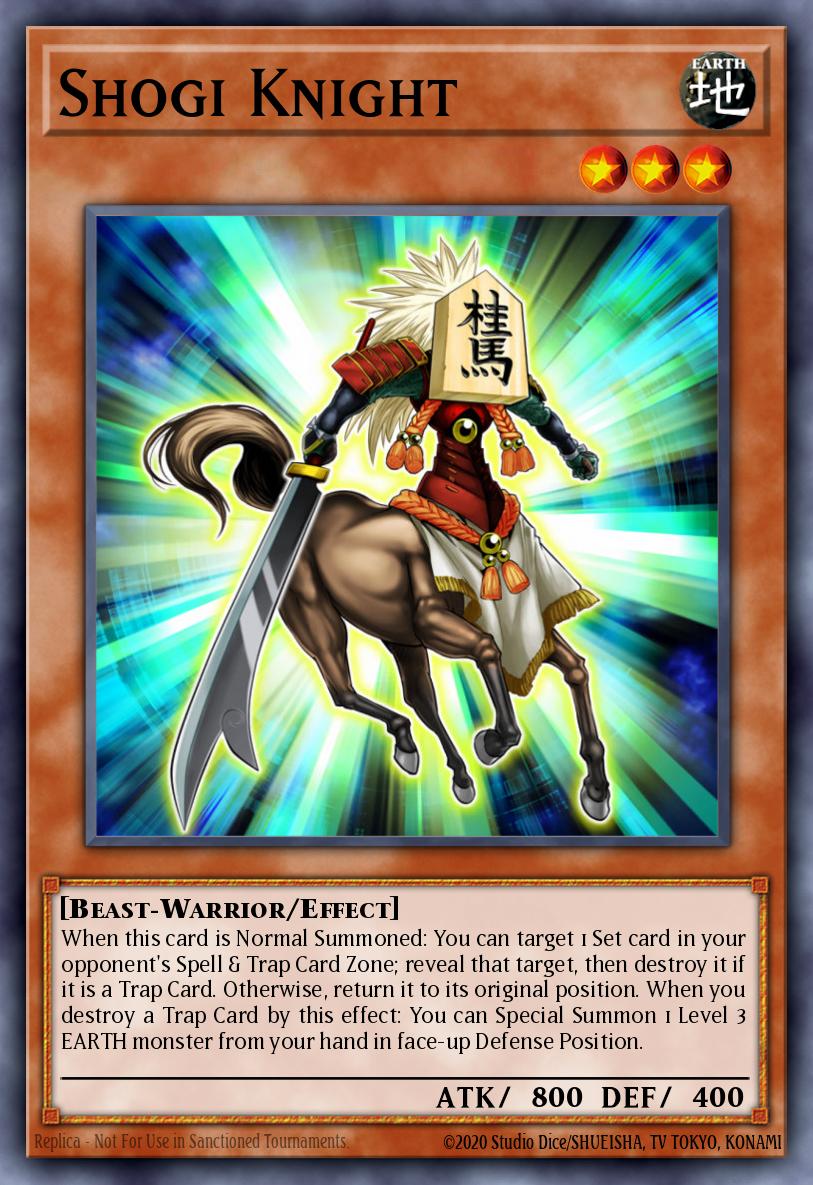 Shogi Knight
EARTH
地
桂
馬
[Beast-Warrior/Effect]
When this card is Normal Summoned: You can target 1 Set card in your
opponent's Spell & Trap Card Zone; reveal that target, then destroy it if
it is a Trap Card. Otherwise, return it to its original position. When you
destroy a Trap Card by this effect: You can Special Summon 1 Level 3
EARTH monster from your hand in face-up Defense Position.
ATK/ 800 DEF/ 400
Replica - Not For Use in Sanctioned Tournaments.
©2020 Studio Dice/SHUEISHA, TV TOKYO, KONAMI